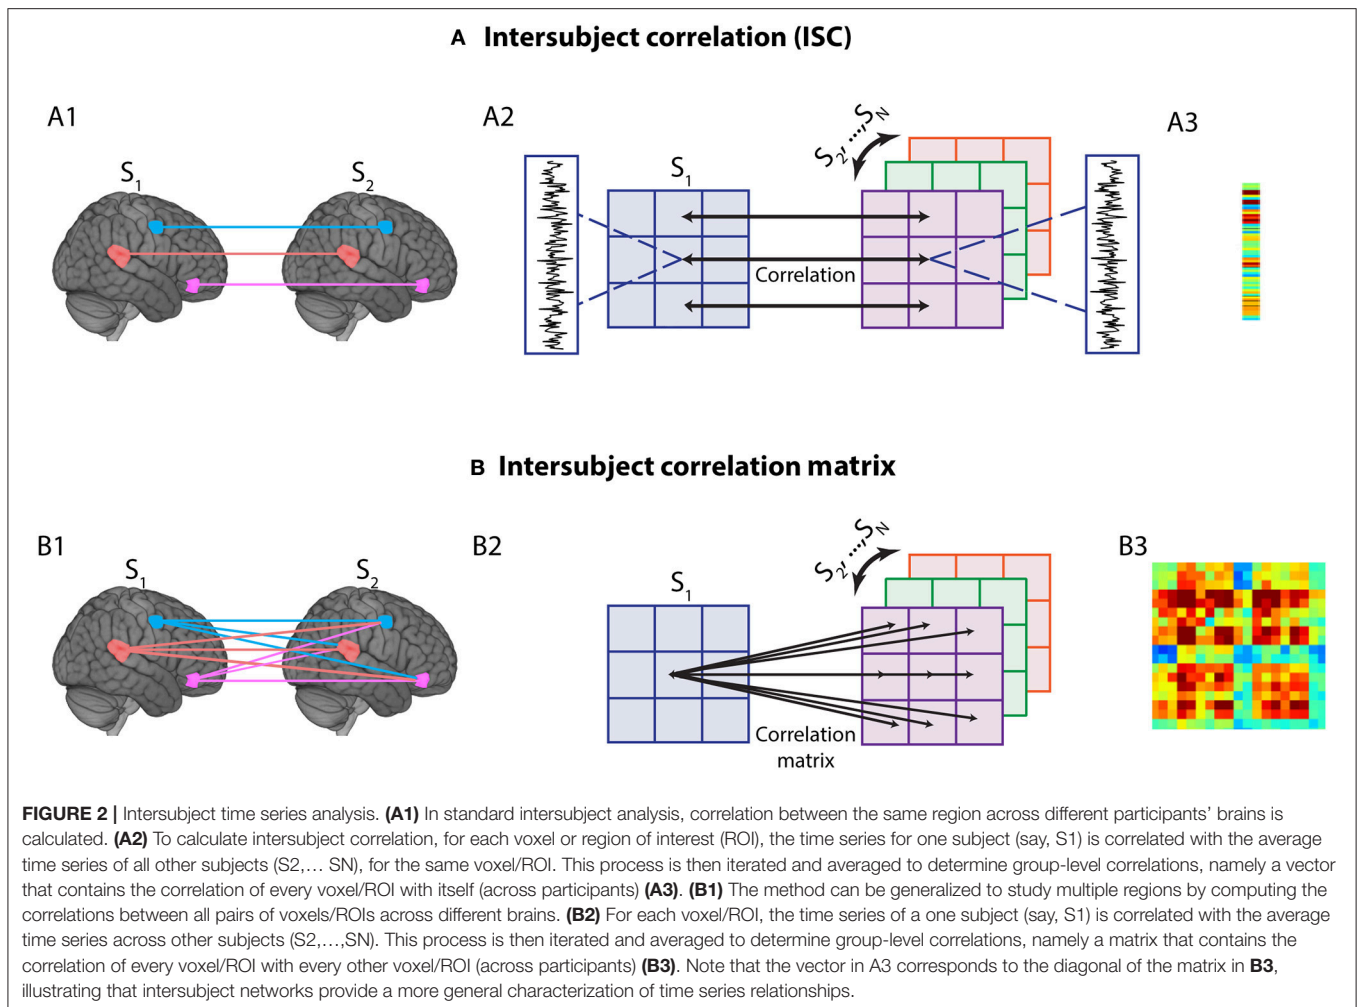 A Intersubject correlation (ISC)
A1
S1
S2
A2
S1
S2,...,SN
Correlation
A3
B Intersubject correlation matrix
B1
S1
S2
B2
S1
S2,...,SN
Correlation
matrix
B3
FIGURE 2 | Intersubject time series analysis. (A1) In standard intersubject analysis, correlation between the same region across different participants' brains is
calculated. (A2) To calculate intersubject correlation, for each voxel or region of interest (ROI), the time series for one subject (say, S1) is correlated with the average
time series of all other subjects (S2,... SN), for the same voxel/ROI. This process is then iterated and averaged to determine group-level correlations, namely a vector
that contains the correlation of every voxel/ROI with itself (across participants) (A3). (B1) The method can be generalized to study multiple regions by computing the
correlations between all pairs of voxels/ROIs across different brains. (B2) For each voxel/ROI, the time series of a one subject (say, S1) is correlated with the average
time series across other subjects (S2,...,SN). This process is then iterated and averaged to determine group-level correlations, namely a matrix that contains the
correlation of every voxel/ROI with every other voxel/ROI (across participants) (B3). Note that the vector in A3 corresponds to the diagonal of the matrix in B3,
illustrating that intersubject networks provide a more general characterization of time series relationships.